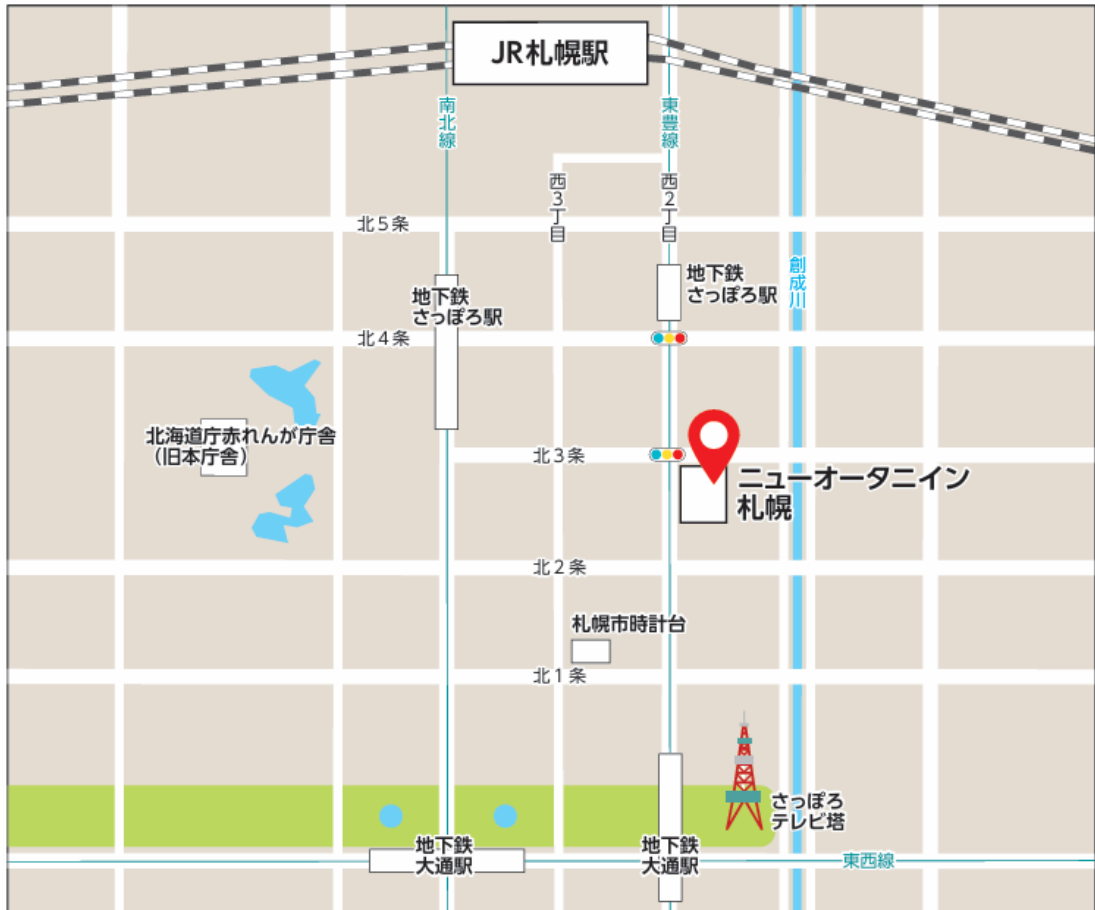 JR札幌駅
南北線
東豊線
西3丁目
西2丁目
北5条
創成川
地下鉄
さっぽろ駅
地下鉄
さっぽろ駅
北4条
北海道庁赤れんが庁舎
（旧本庁舎）
北3条
ニューオータニイン
札幌
北2条
札幌市時計台
北1条
さっぽろ
テレビ塔
地下鉄
大通駅
地下鉄
大通駅
東西線